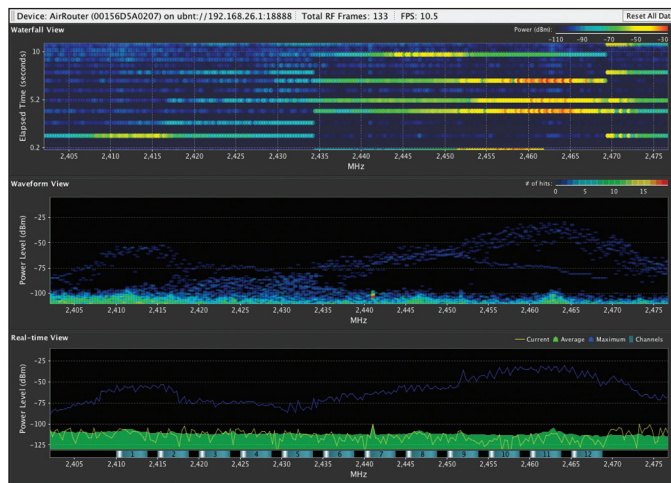 Device: AirRouter (00156D5A0207) on ubnt://192.168.26.1:18888 Total RF Frames: 133 FPS: 10.5 Reset All Dat
Waterfall View
Power (dBm):
-110 -90 -70 -50 -30
Elapsed Time (seconds)
10
5.2
0.2
2,405 2,410 2,415 2,420 2,425 2,430 2,435 2,440 2,445 2,450 2,455 2,460 2,465 2,470 2,475
MHz
Waveform View
# of hits:
0 5 10 15
Power Level (dBm)
-25
-50
-75
-100
2,405 2,410 2,415 2,420 2,425 2,430 2,435 2,440 2,445 2,450 2,455 2,460 2,465 2,470 2,475
MHz
Real-time View
Current Average Maximum Channels
Power Level (dBm)
-25
-50
-75
-100
-125
1 2 3 4 5 6 7 8 9 10 11 12
2,405 2,410 2,415 2,420 2,425 2,430 2,435 2,440 2,445 2,450 2,455 2,460 2,465 2,470 2,475
MHz